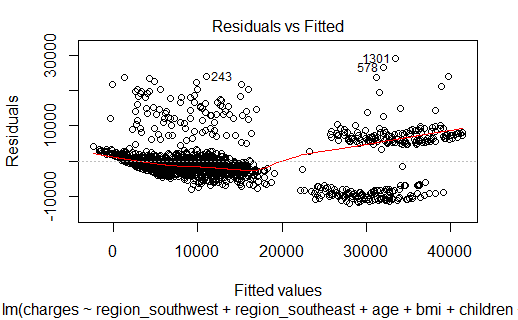 Residuals vs Fitted
Residuals
-10000
10000
30000
1301
578
243
0
10000
20000
30000
40000
Fitted values
lm(charges ~ region_southwest + region_southeast + age + bmi + children